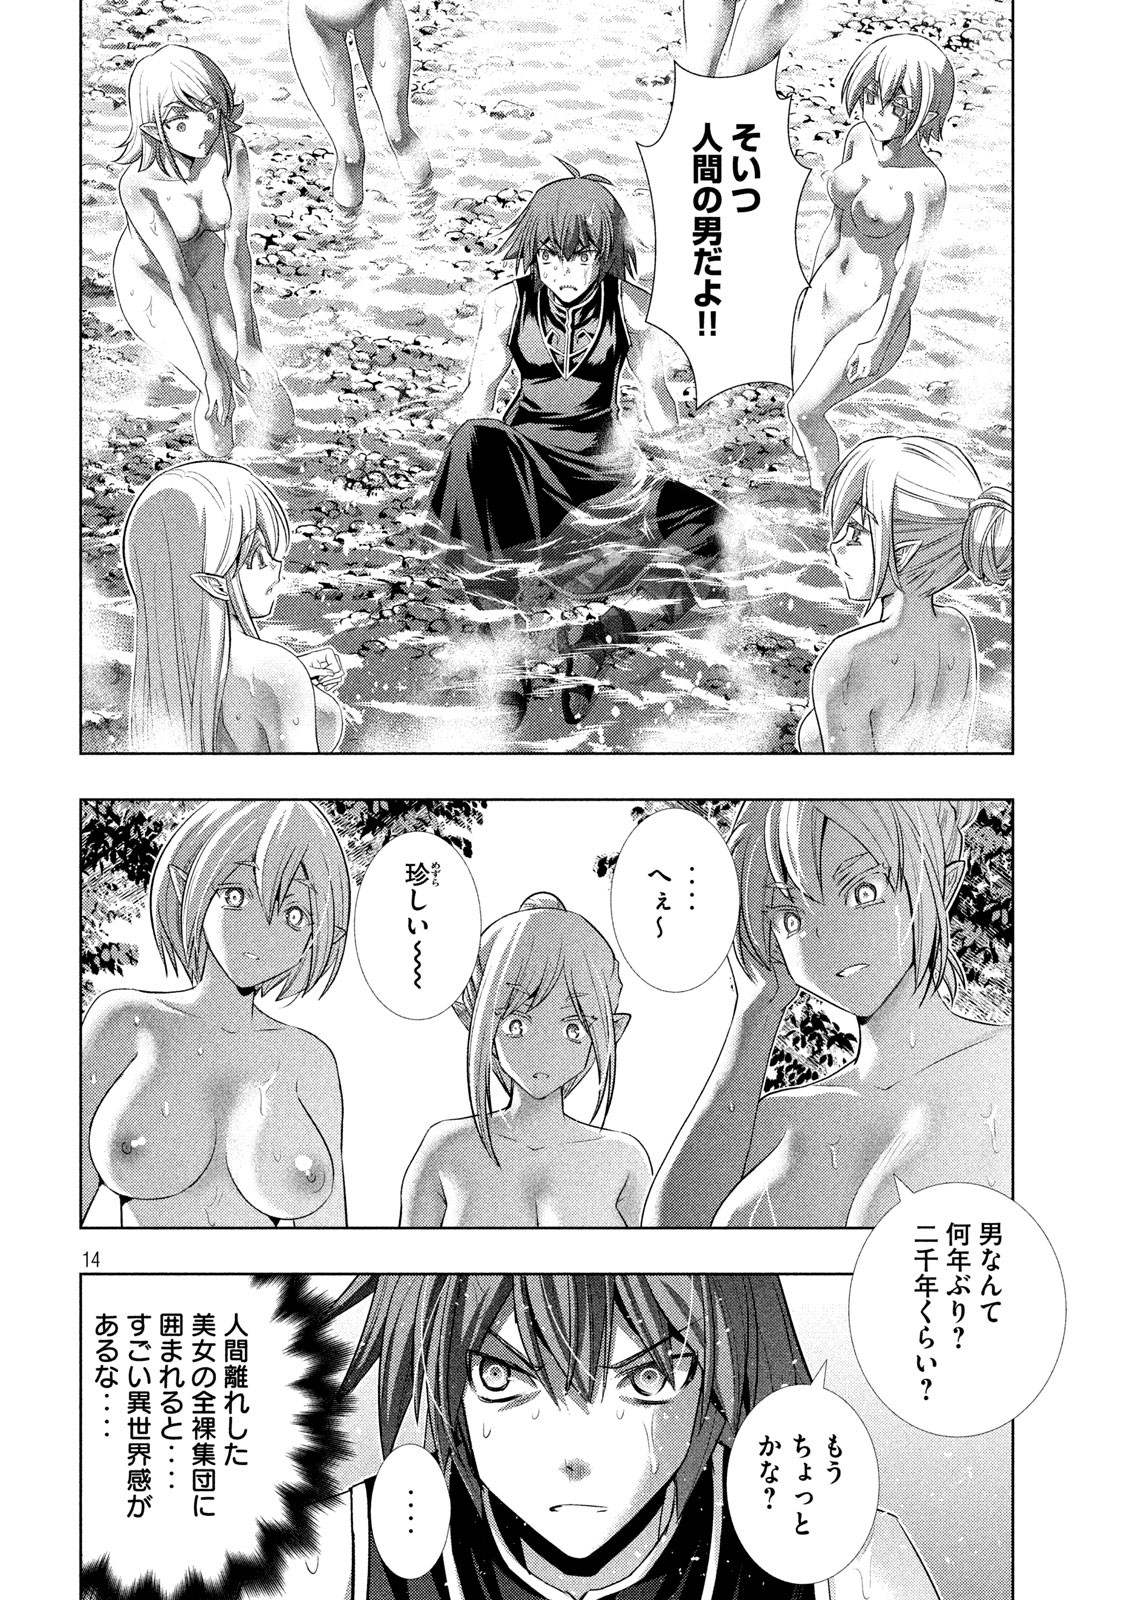 そいつ
人間の男だよ!!
‥‥
へぇ～
珍しい～～
めずら
男なんて
何年ぶり?
二千年くらい?
もう
ちょっと
かな?
‥‥
人間離れした
美女の全裸集団に
囲まれると‥‥
すごい異世界感が
あるな‥‥
14